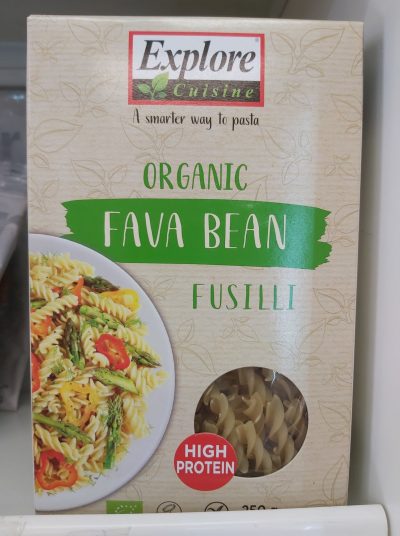 Explore
Cuisine
A smarter way to pasta
ORGANIC
FAVA BEAN
FUSILLI
HIGH
PROTEIN